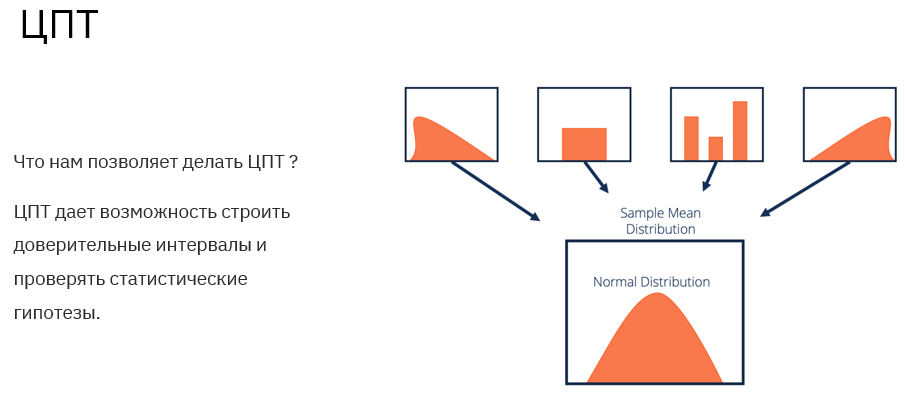 ЦПТ
Что нам позволяет делать ЦПТ ?
ЦПТ дает возможность строить
доверительные интервалы и
проверять статистические
гипотезы.
Sample Mean
Distribution
Normal Distribution